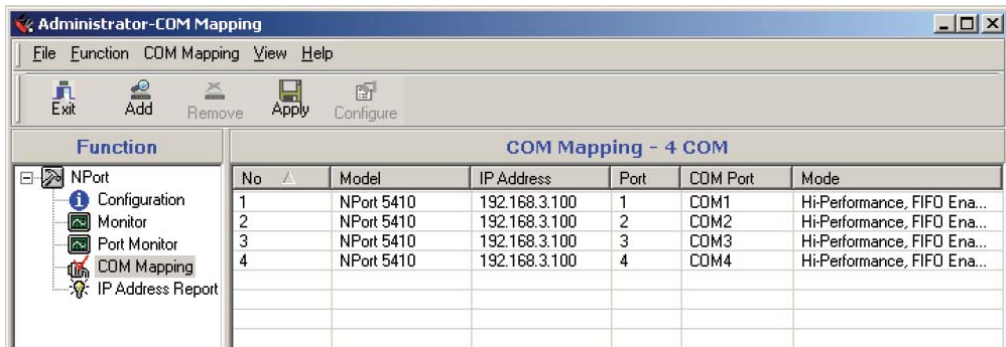 Administrator-COM Mapping
File Function COM Mapping View Help
Exit Add Remove Apply Configure
Function
COM Mapping - 4 COM
NPort
Configuration
Monitor
Port Monitor
COM Mapping
IP Address Report
No Model IP Address Port COM Port Mode
1 NPort 5410 192.168.3.100 1 COM1 Hi-Performance, FIFO Ena...
2 NPort 5410 192.168.3.100 2 COM2 Hi-Performance, FIFO Ena...
3 NPort 5410 192.168.3.100 3 COM3 Hi-Performance, FIFO Ena...
4 NPort 5410 192.168.3.100 4 COM4 Hi-Performance, FIFO Ena...